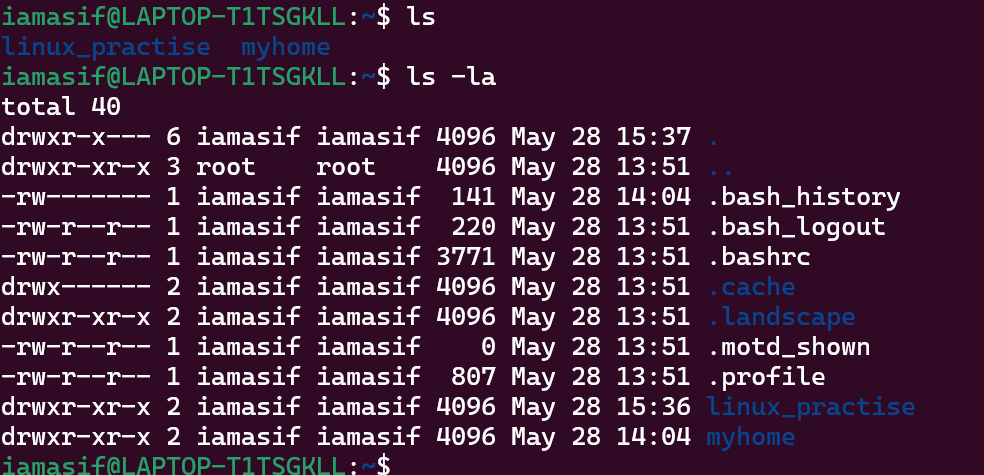 iamasif@LAPTOP-T1TSGKLL:~$ ls
linux_practise  myhome
iamasif@LAPTOP-T1TSGKLL:~$ ls -la
total 40
drwxr-x--- 6 iamasif iamasif 4096 May 28 15:37 .
drwxr-xr-x 3 root    root    4096 May 28 13:51 ..
-rw------- 1 iamasif iamasif  141 May 28 14:04 .bash_history
-rw-r--r-- 1 iamasif iamasif  220 May 28 13:51 .bash_logout
-rw-r--r-- 1 iamasif iamasif 3771 May 28 13:51 .bashrc
drwx------ 2 iamasif iamasif 4096 May 28 13:51 .cache
drwxr-xr-x 2 iamasif iamasif 4096 May 28 13:51 .landscape
-rw-r--r-- 1 iamasif iamasif    0 May 28 13:51 .motd_shown
-rw-r--r-- 1 iamasif iamasif  807 May 28 13:51 .profile
drwxr-xr-x 2 iamasif iamasif 4096 May 28 15:36 linux_practise
drwxr-xr-x 2 iamasif iamasif 4096 May 28 14:04 myhome
iamasif@LAPTOP-T1TSGKLL:~$